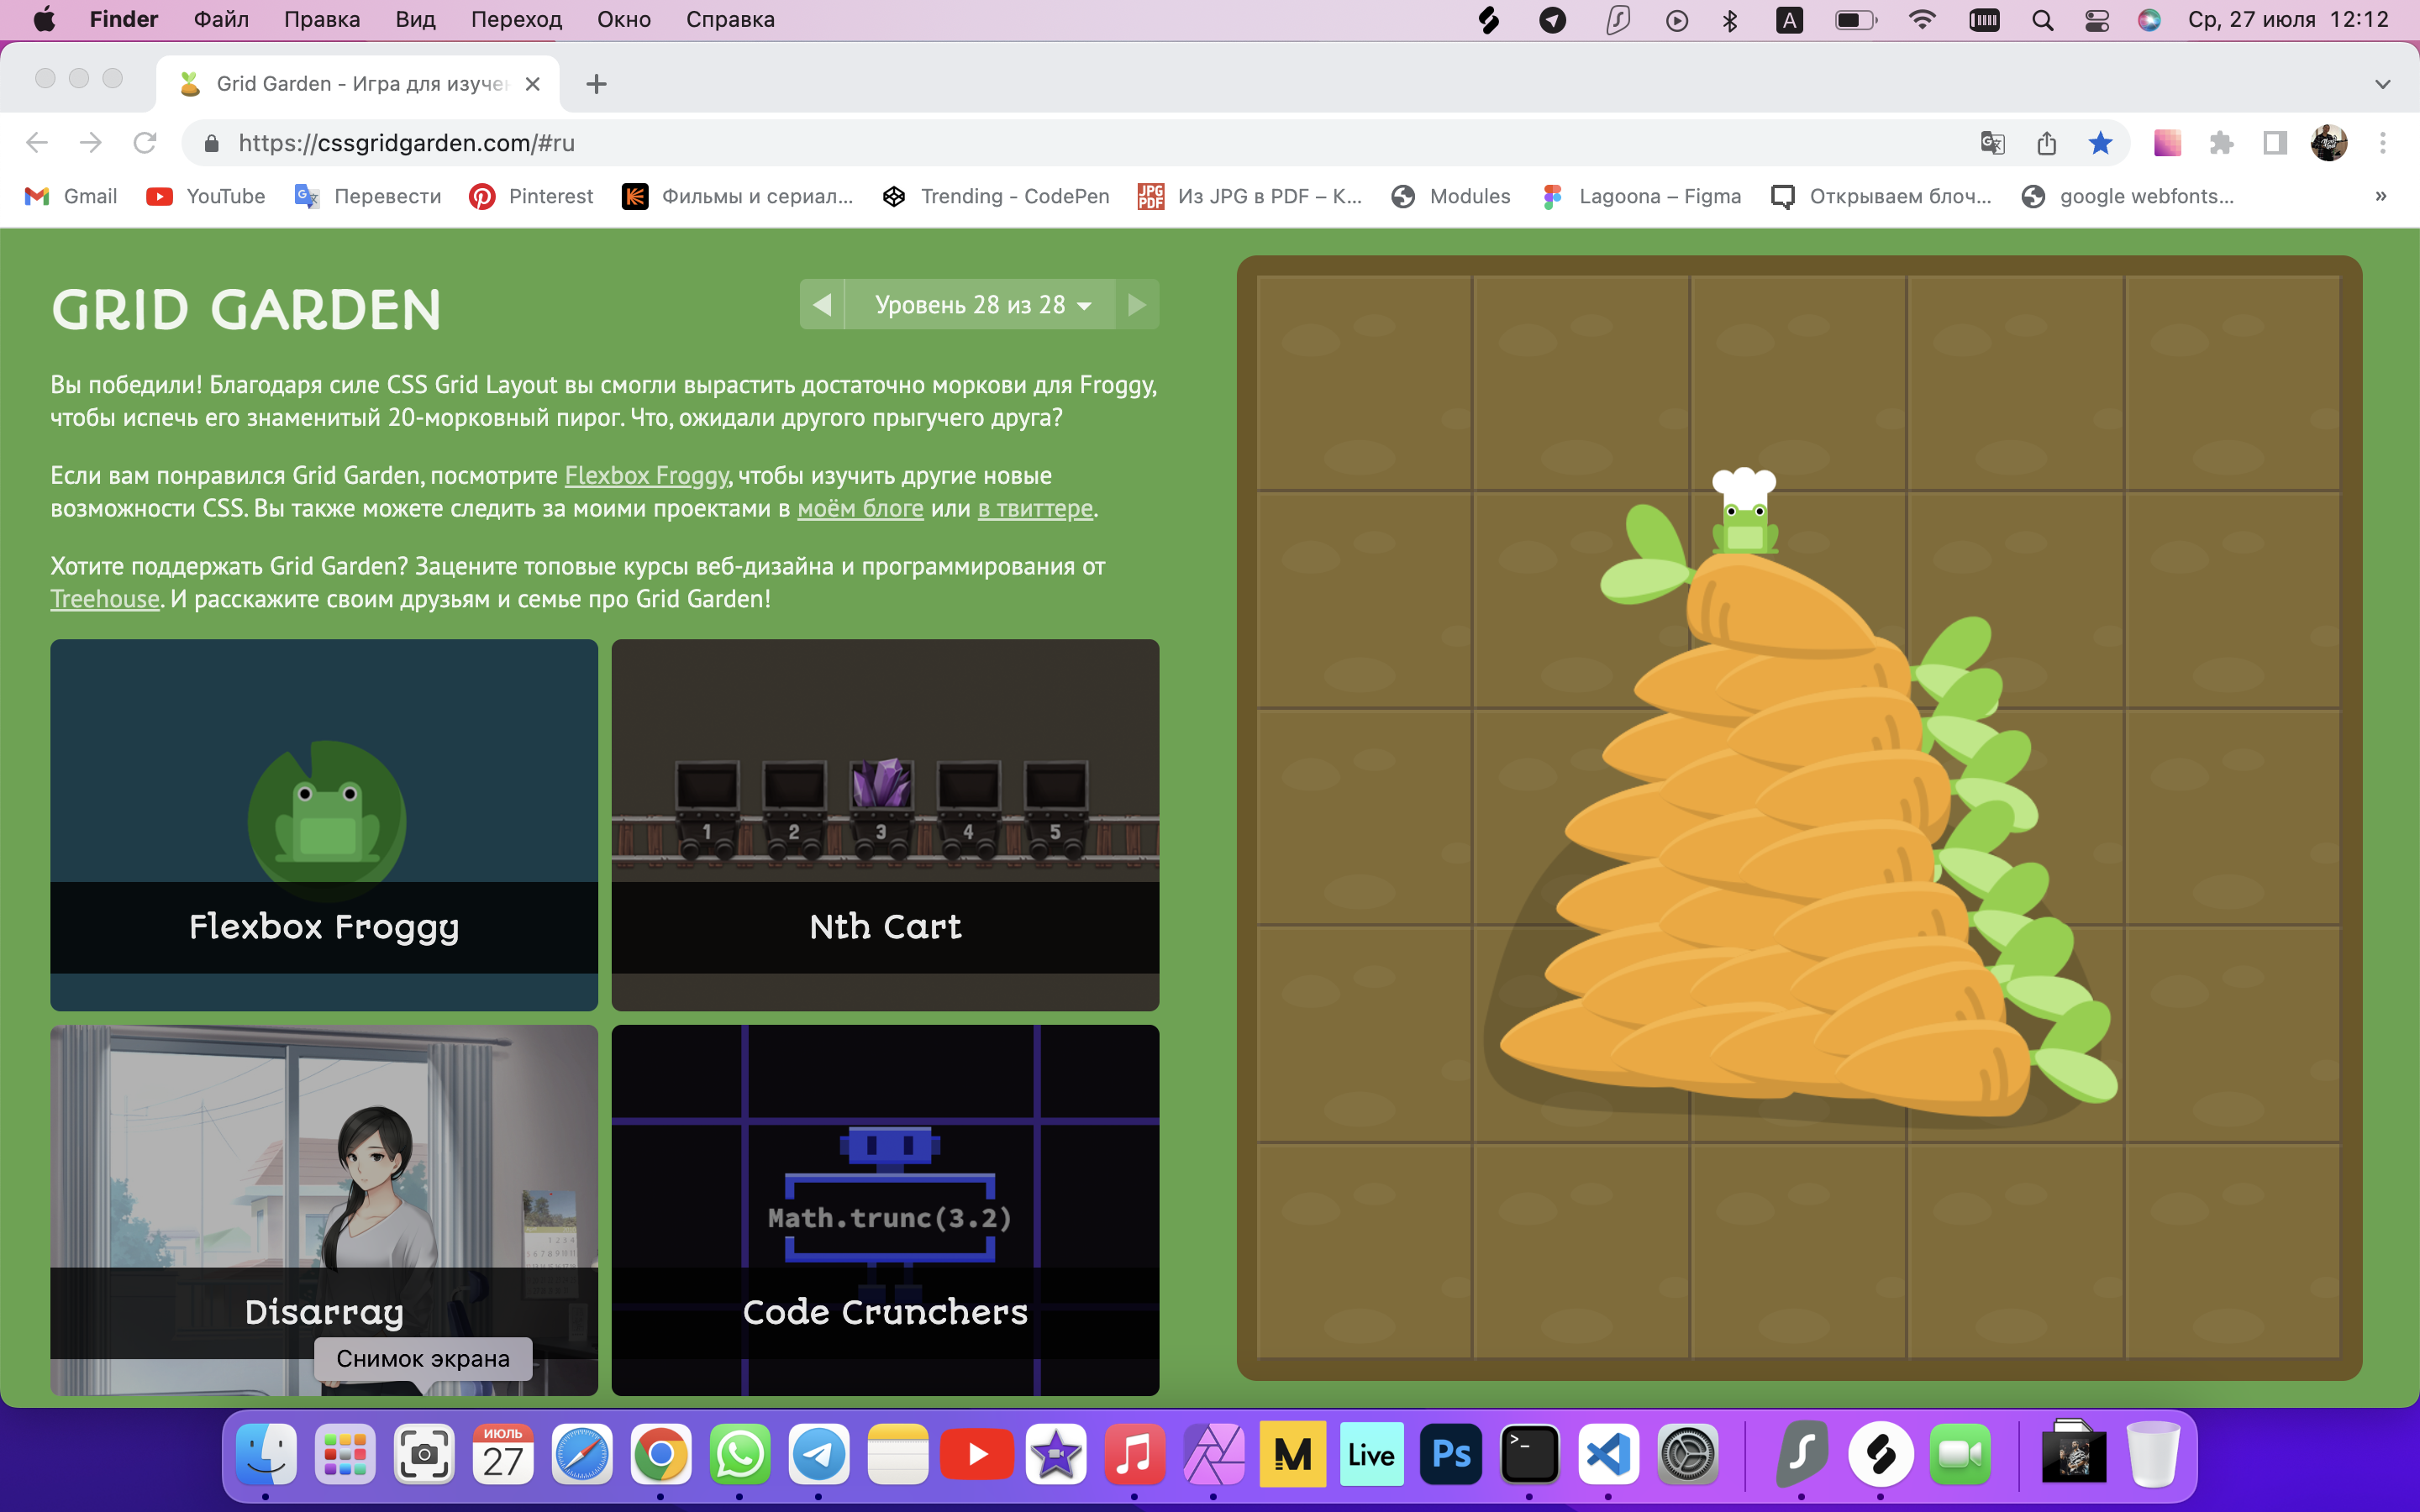 Finder Файл Правка Вид Переход Окно Справка A Ср, 27 июля 12:12
Grid Garden - Игра для изуче
https://cssgridgarden.com/#ru
Gmail YouTube Перевести Pinterest Фильмы и сериал... Trending - CodePen JPG PDF Из JPG в PDF – К... Modules Lagoona – Figma Открываем блоч... google webfonts... »
GRID GARDEN
Уровень 28 из 28
Вы победили! Благодаря силе CSS Grid Layout вы смогли вырастить достаточно моркови для Froggy,
чтобы испечь его знаменитый 20-морковный пирог. Что, ожидали другого прыгучего друга?
Если вам понравился Grid Garden, посмотрите Flexbox Froggy, чтобы изучить другие новые
возможности CSS. Вы также можете следить за моими проектами в моём блоге или в твиттере.
Хотите поддержать Grid Garden? Зацените топовые курсы веб-дизайна и программирования от
Treehouse. И расскажите своим друзьям и семье про Grid Garden!
1 2 3 4 5
Flexbox Froggy
Nth Cart
Math.trunc(3.2)
Disarray
Code Crunchers
Снимок экрана
ИЮЛЬ
27
M
Live
Ps
>_